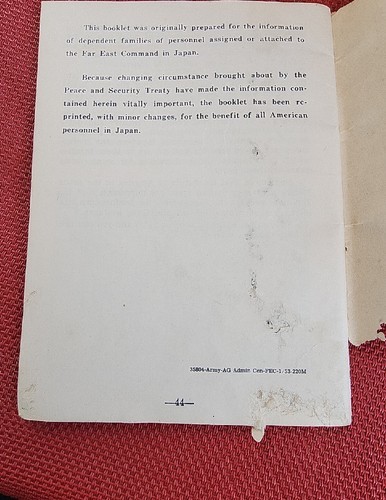 This booklet was originally prepared for the information
of dependent families of personnel assigned or attached to
the Far East Command in Japan.
Because changing circumstance brought about by the
Peace and Security Treaty have made the information con-
tained herein vitally important, the booklet has been re-
printed, with minor changes, for the benefit of all American
personnel in Japan.
-Army-AG Admin Cen-FEC-1/53-220M
—44—